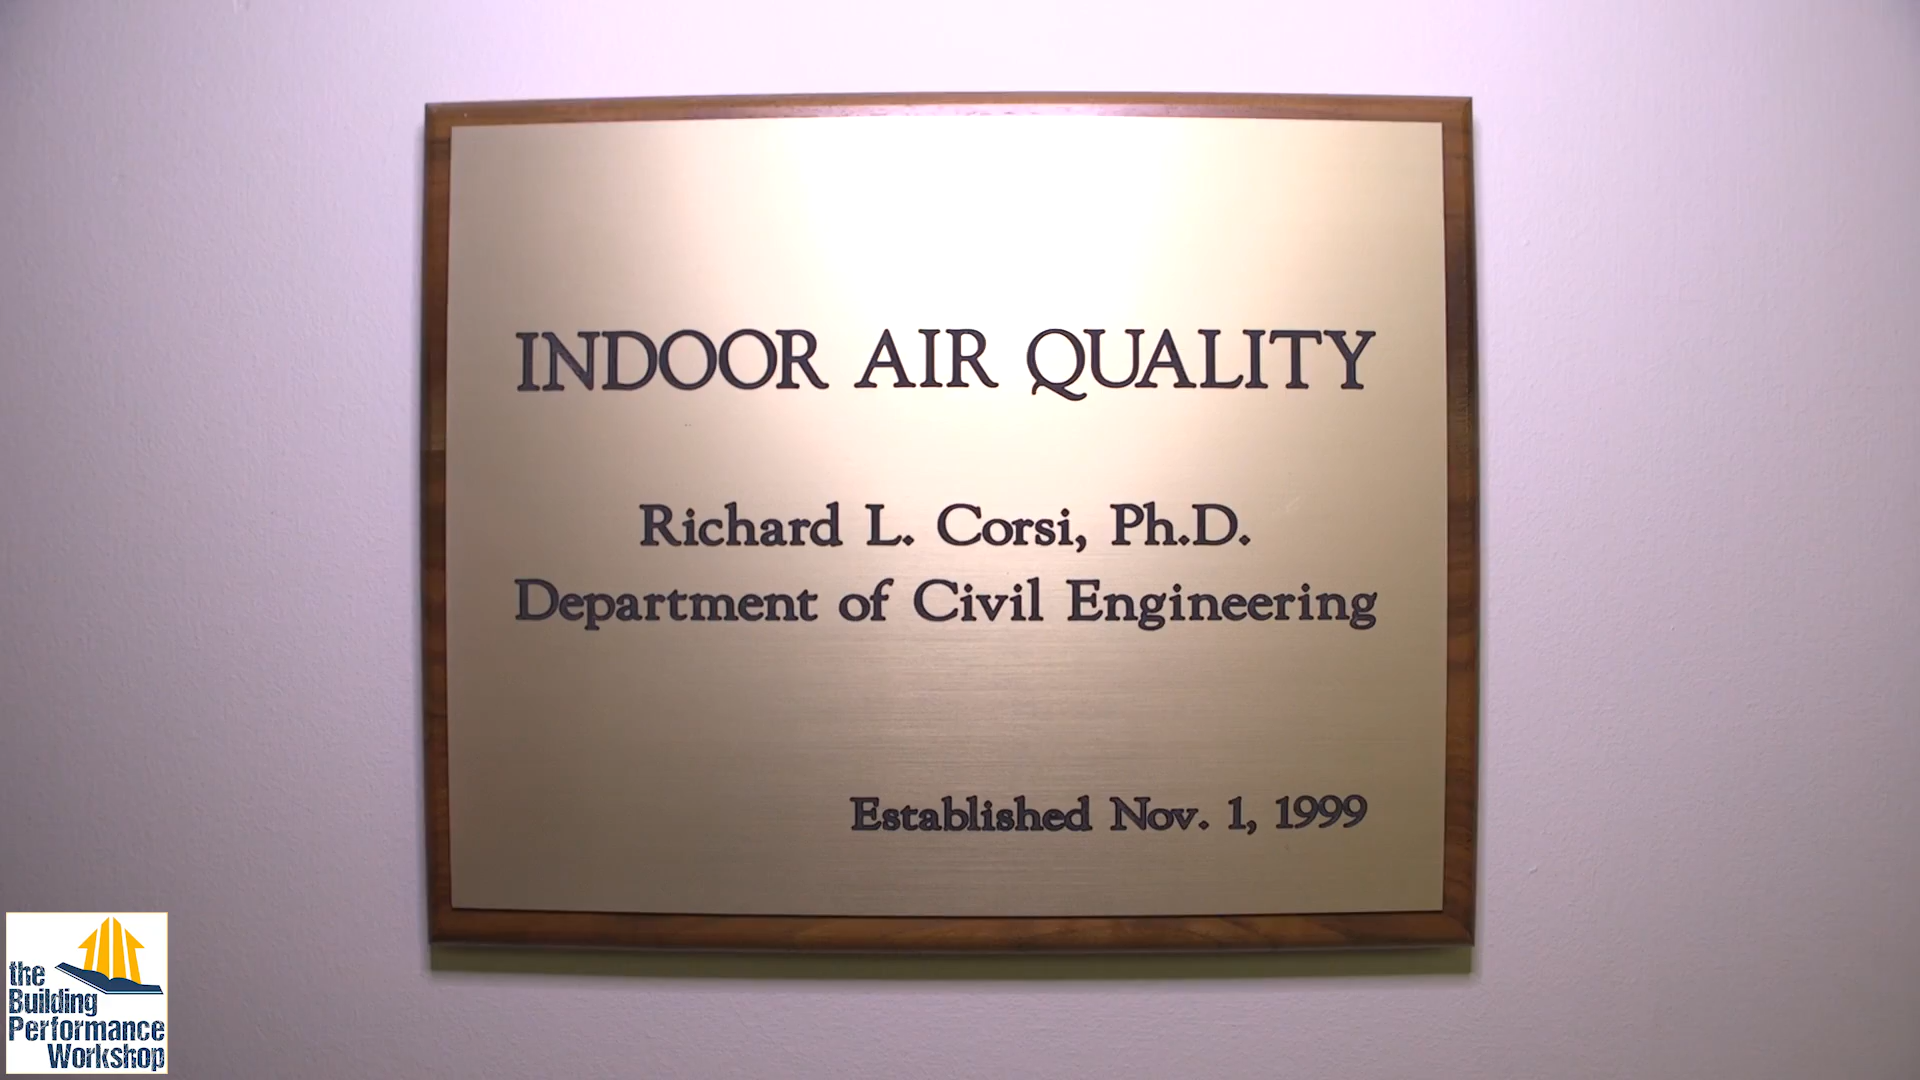 INDOOR AIR QUALITY
Richard L. Corsi, Ph.D.
Department of Civil Engineering
Established Nov. 1, 1999
the
Building
Performance
Workshop